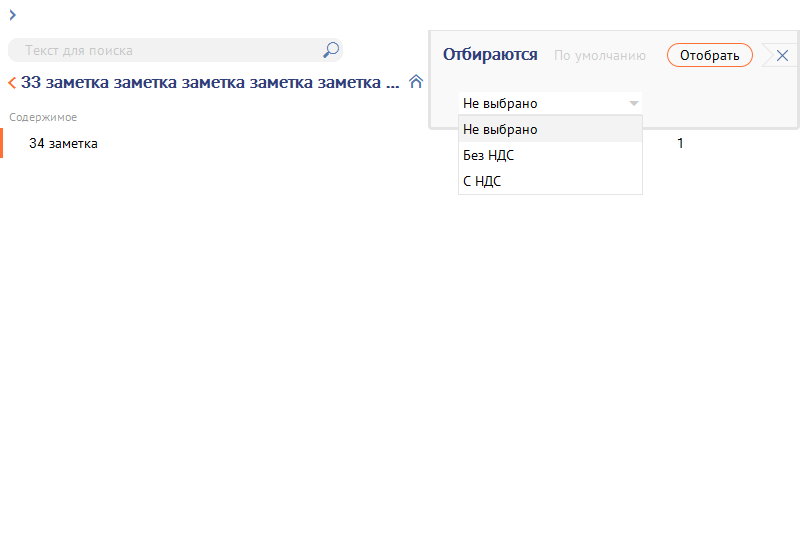 Текст для поиска
33 заметка заметка заметка заметка заметка ...
Содержимое
34 заметка
1
Отбираются
По умолчанию
Отобрать
Не выбрано
Не выбрано
Без НДС
С НДС